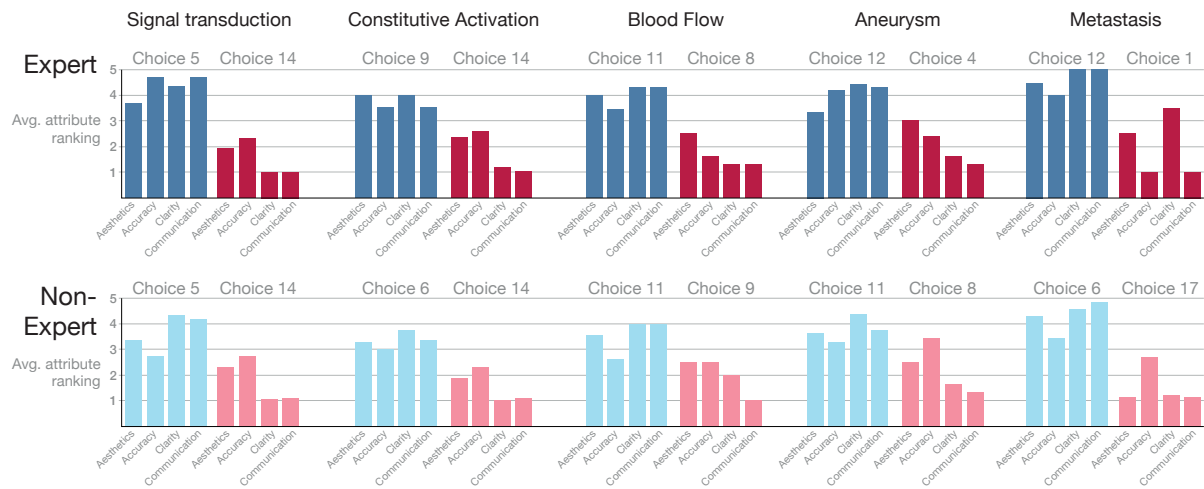 Signal transduction Constitutive Activation Blood Flow Aneurysm Metastasis
Expert
Choice 5 Choice 14 Choice 9 Choice 14 Choice 11 Choice 8 Choice 12 Choice 4 Choice 12 Choice 1
Avg. attribute
ranking
5
4
3
2
1
Aesthetics Accuracy Clarity Communication Aesthetics Accuracy Clarity Communication Aesthetics Accuracy Clarity Communication Aesthetics Accuracy Clarity Communication Aesthetics Accuracy Clarity Communication Aesthetics Accuracy Clarity Communication Aesthetics Accuracy Clarity Communication Aesthetics Accuracy Clarity Communication Aesthetics Accuracy Clarity Communication Aesthetics Accuracy Clarity Communication
Non-
Expert
Choice 5 Choice 14 Choice 6 Choice 14 Choice 11 Choice 9 Choice 11 Choice 8 Choice 6 Choice 17
Avg. attribute
ranking
5
4
3
2
1
Aesthetics Accuracy Clarity Communication Aesthetics Accuracy Clarity Communication Aesthetics Accuracy Clarity Communication Aesthetics Accuracy Clarity Communication Aesthetics Accuracy Clarity Communication Aesthetics Accuracy Clarity Communication Aesthetics Accuracy Clarity Communication Aesthetics Accuracy Clarity Communication Aesthetics Accuracy Clarity Communication Aesthetics Accuracy Clarity Communication